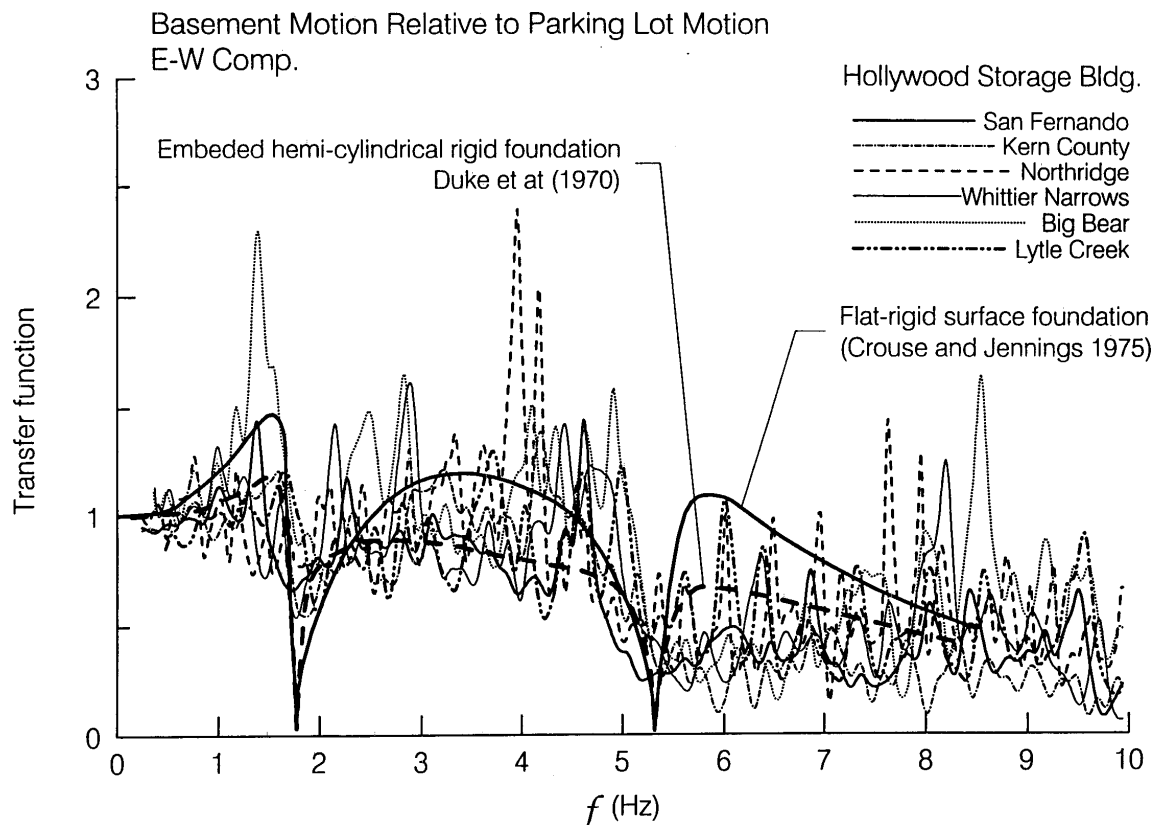 Basement Motion Relative to Parking Lot Motion
E-W Comp.
Hollywood Storage Bldg.
San Fernando
Kern County
Northridge
Whittier Narrows
Big Bear
Lytle Creek
Embeded hemi-cylindrical rigid foundation
Duke et at (1970)
Flat-rigid surface foundation
(Crouse and Jennings 1975)
Transfer function
3
2
1
0
0 1 2 3 4 5 6 7 8 9 10
f (Hz)